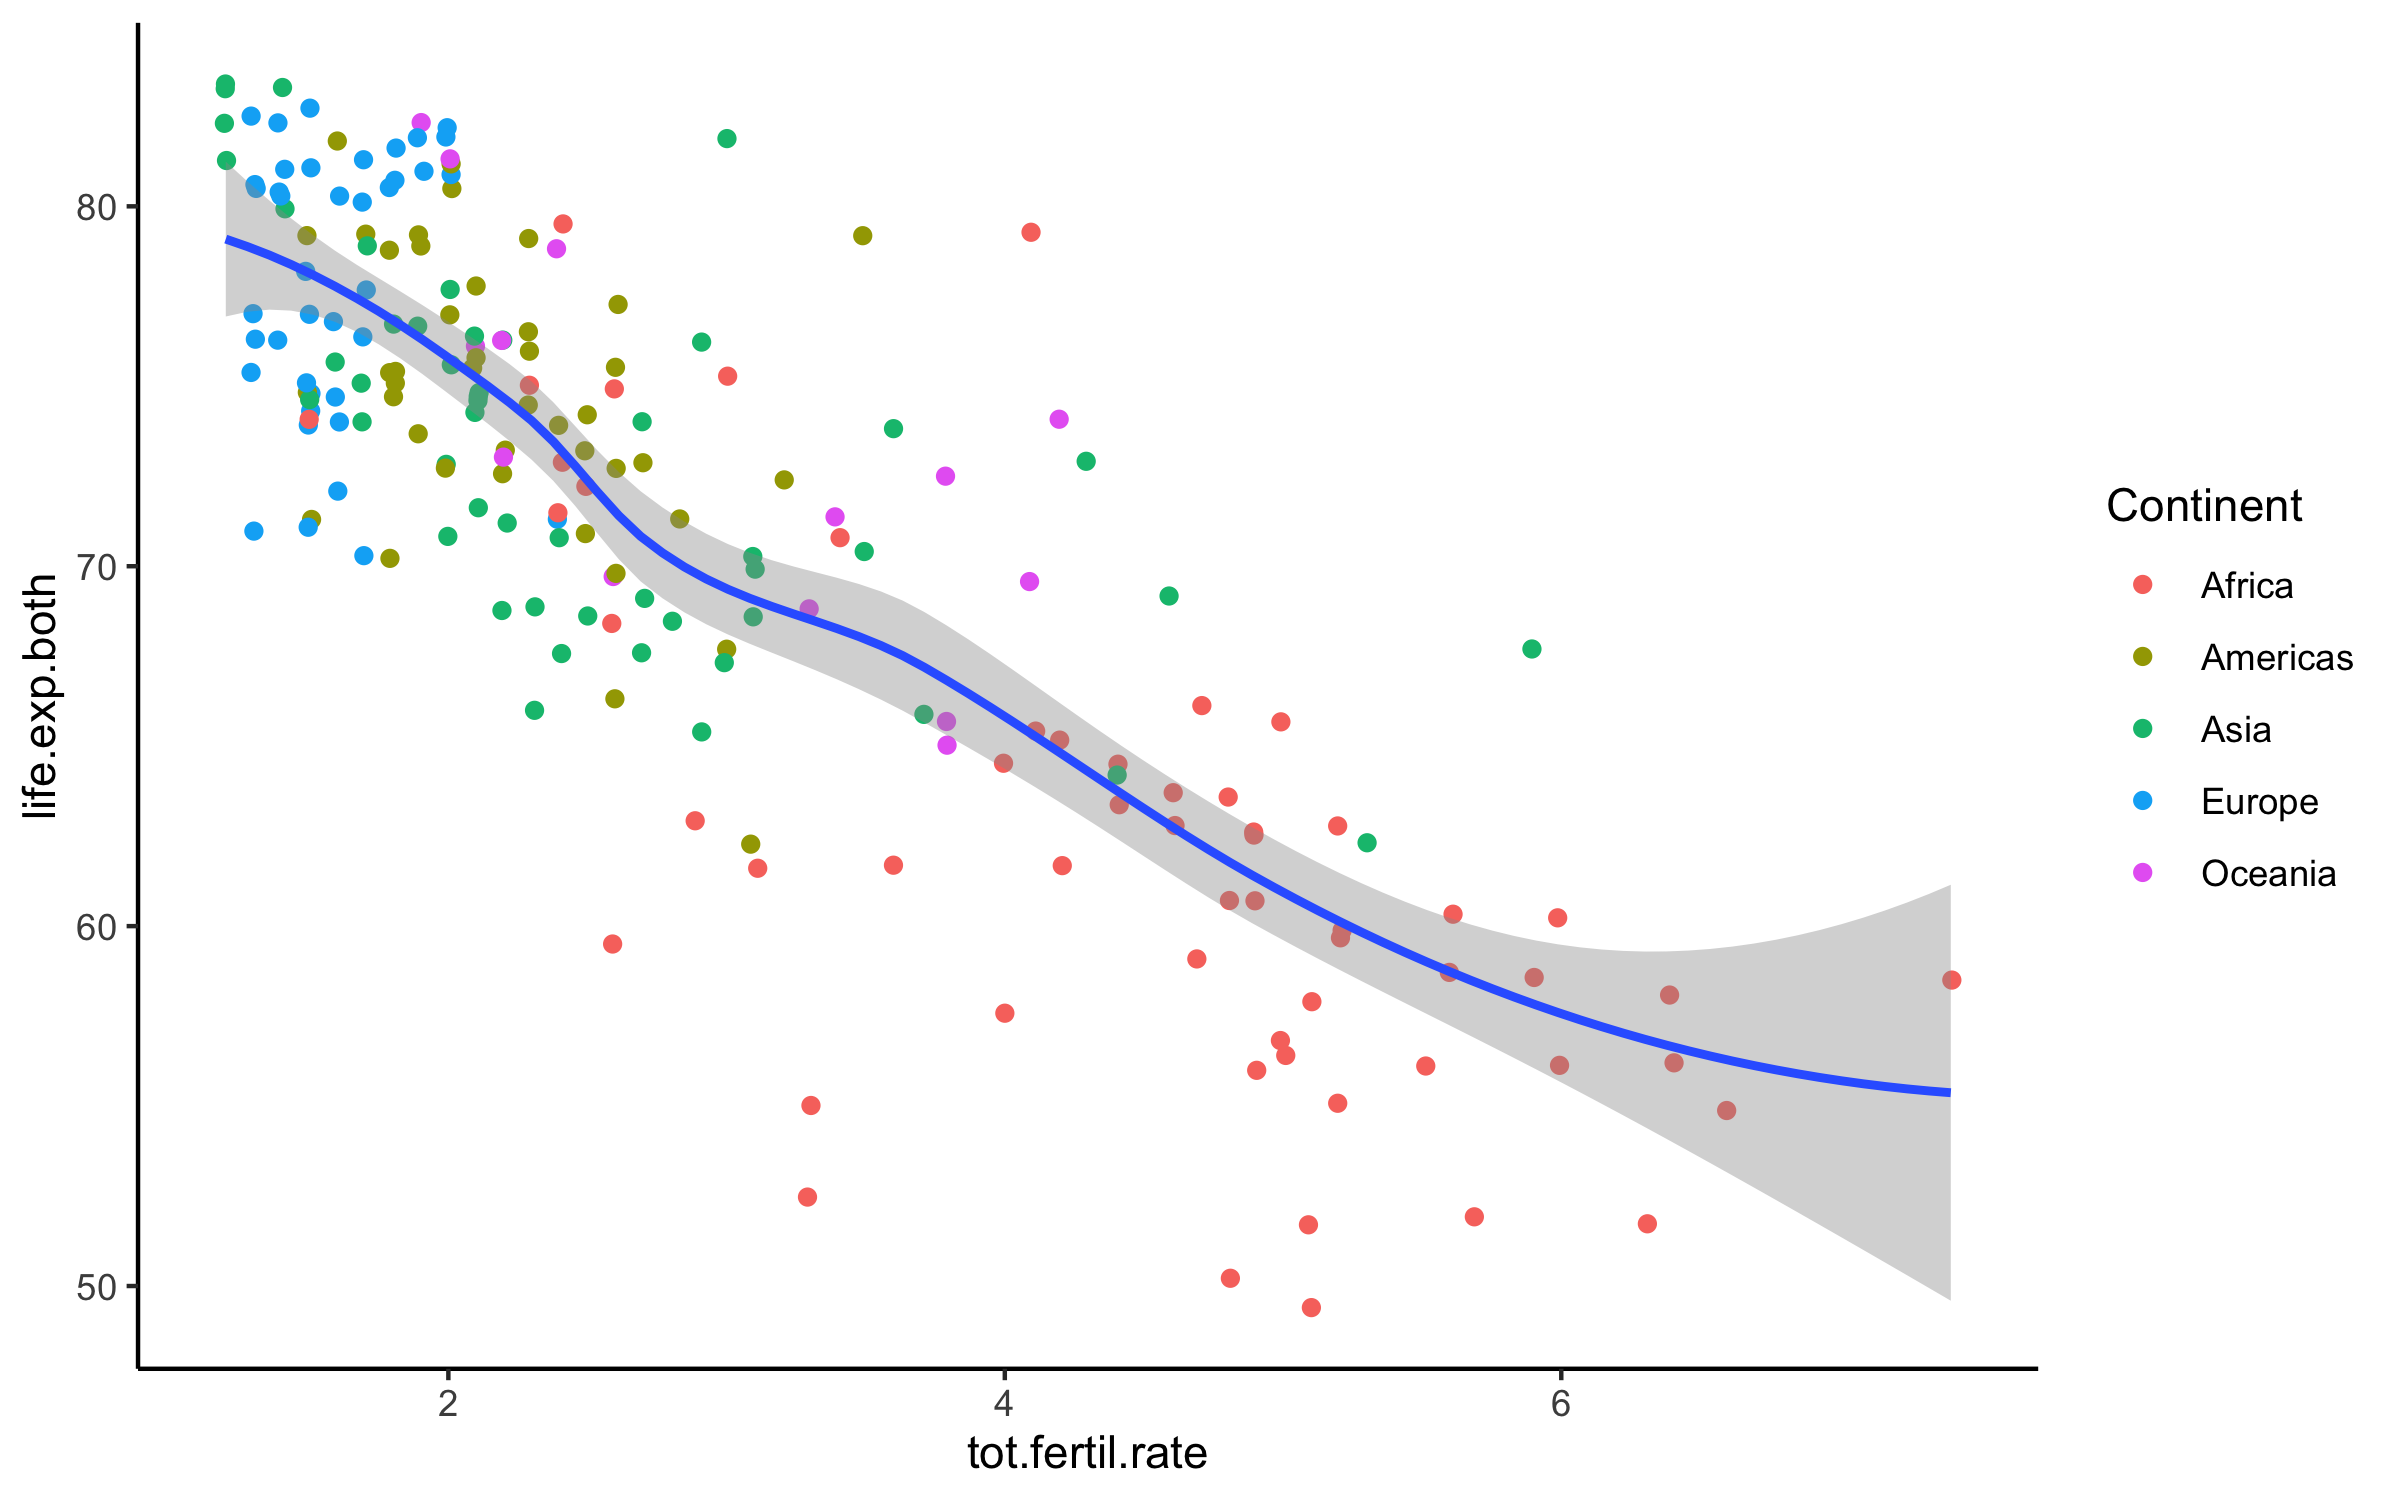 80
70
60
50
life.exp.both
2
4
6
tot.fertil.rate
Continent
Africa
Americas
Asia
Europe
Oceania